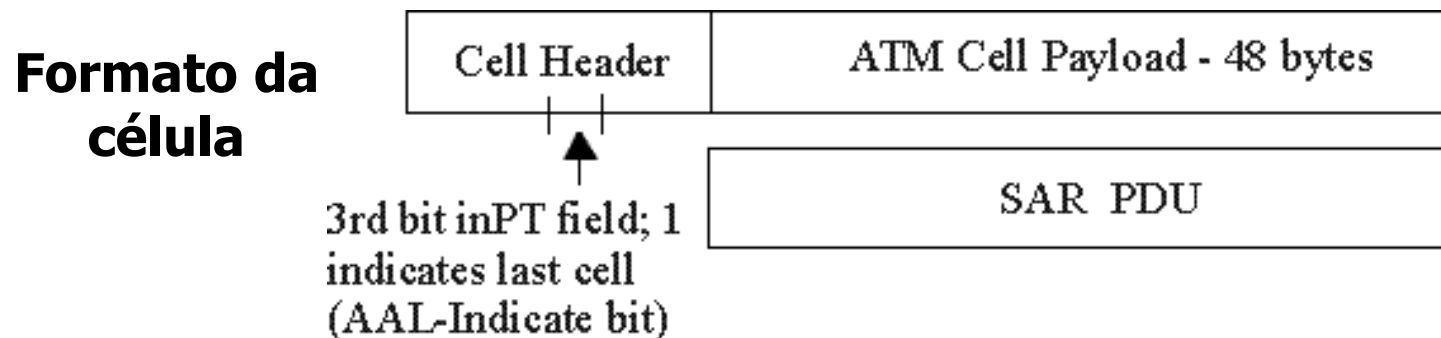 Formato da
célula
Cell Header
ATM Cell Payload - 48 bytes
SAR PDU
3rd bit inPT field; 1
indicates last cell
(AAL-Indicate bit)